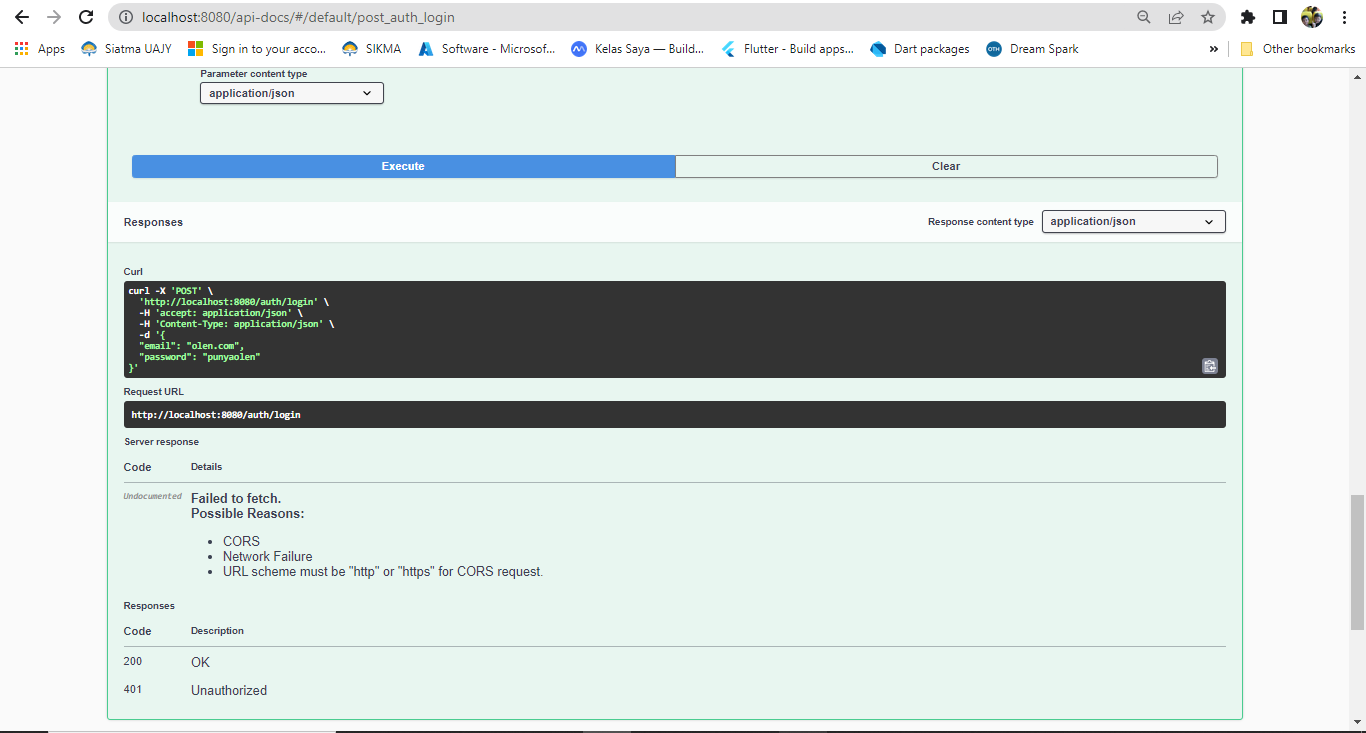 localhost:8080/api-docs/#/default/post_auth_login
Apps Siatma UAJY Sign in to your acco... SIKMA Software - Microsof... Kelas Saya — Build... Flutter - Build apps... Dart packages OTH Dream Spark » Other bookmarks
Parameter content type
application/json
Execute Clear
Responses Response content type application/json
Curl
curl -X 'POST' \
'http://localhost:8080/auth/login' \
-H 'accept: application/json' \
-H 'Content-Type: application/json' \
-d '{
"email": "olen.com",
"password": "punyaolen"
}'
Request URL
http://localhost:8080/auth/login
Server response
Code Details
Undocumented Failed to fetch.
Possible Reasons:
• CORS
• Network Failure
• URL scheme must be "http" or "https" for CORS request.
Responses
Code Description
200 OK
401 Unauthorized